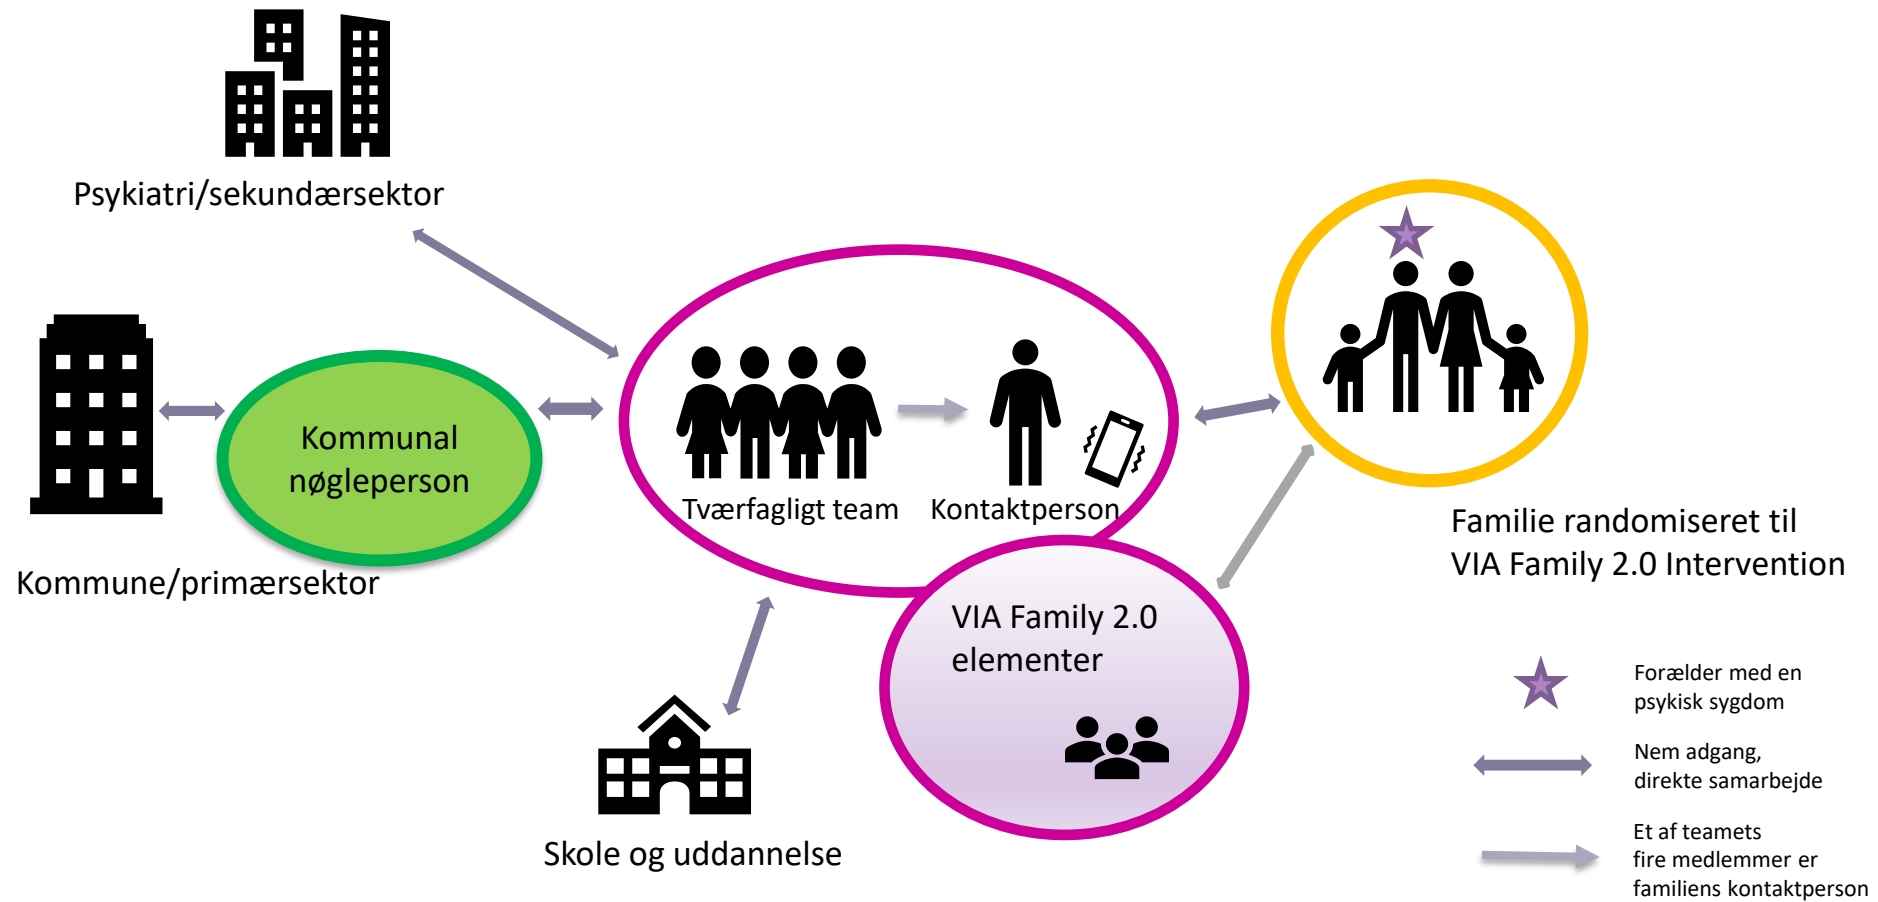 Psykiatri/sekundærsektor
Kommunal
nøgleperson
Kommune/primærsektor
Tværfagligt team
Kontaktperson
Familie randomiseret til
VIA Family 2.0 Intervention
VIA Family 2.0
elementer
Skole og uddannelse
Forælder med en
psykisk sygdom
Nem adgang,
direkte samarbejde
Et af teamets
fire medlemmer er
familiens kontaktperson